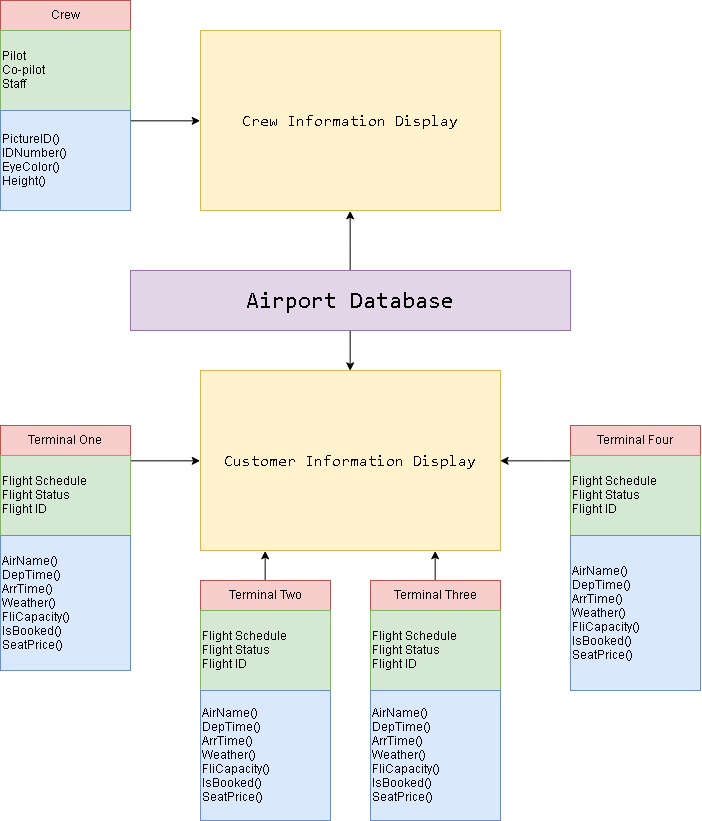 Crew
Pilot
Co-pilot
Staff
PictureID()
IDNumber()
EyeColor()
Height()
Crew Information Display
Airport Database
Customer Information Display
Terminal One
Flight Schedule
Flight Status
Flight ID
AirName()
DepTime()
ArrTime()
Weather()
FliCapacity()
IsBooked()
SeatPrice()
Terminal Two
Flight Schedule
Flight Status
Flight ID
AirName()
DepTime()
ArrTime()
Weather()
FliCapacity()
IsBooked()
SeatPrice()
Terminal Three
Flight Schedule
Flight Status
Flight ID
AirName()
DepTime()
ArrTime()
Weather()
FliCapacity()
IsBooked()
SeatPrice()
Terminal Four
Flight Schedule
Flight Status
Flight ID
AirName()
DepTime()
ArrTime()
Weather()
FliCapacity()
IsBooked()
SeatPrice()